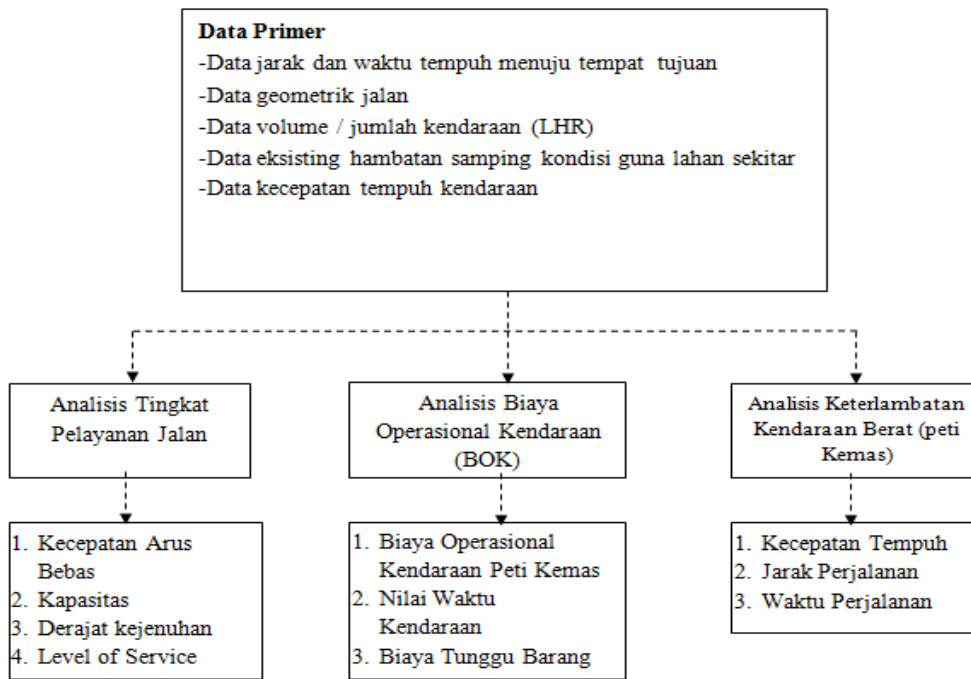 Data Primer
-Data jarak dan waktu tempuh menuju tempat tujuan
-Data geometrik jalan
-Data volume / jumlah kendaraan (LHR)
-Data eksisting hambatan samping kondisi guna lahan sekitar
-Data kecepatan tempuh kendaraan
Analisis Tingkat
Pelayanan Jalan
Analisis Biaya
Operasional Kendaraan
(BOK)
Analisis Keterlambatan
Kendaraan Berat (peti
Kemas)
1. Kecepatan Arus
Bebas
2. Kapasitas
3. Derajat kejenuhan
4. Level of Service
1. Biaya Operasional
Kendaraan Peti Kemas
2. Nilai Waktu
Kendaraan
3. Biaya Tunggu Barang
1. Kecepatan Tempuh
2. Jarak Perjalanan
3. Waktu Perjalanan